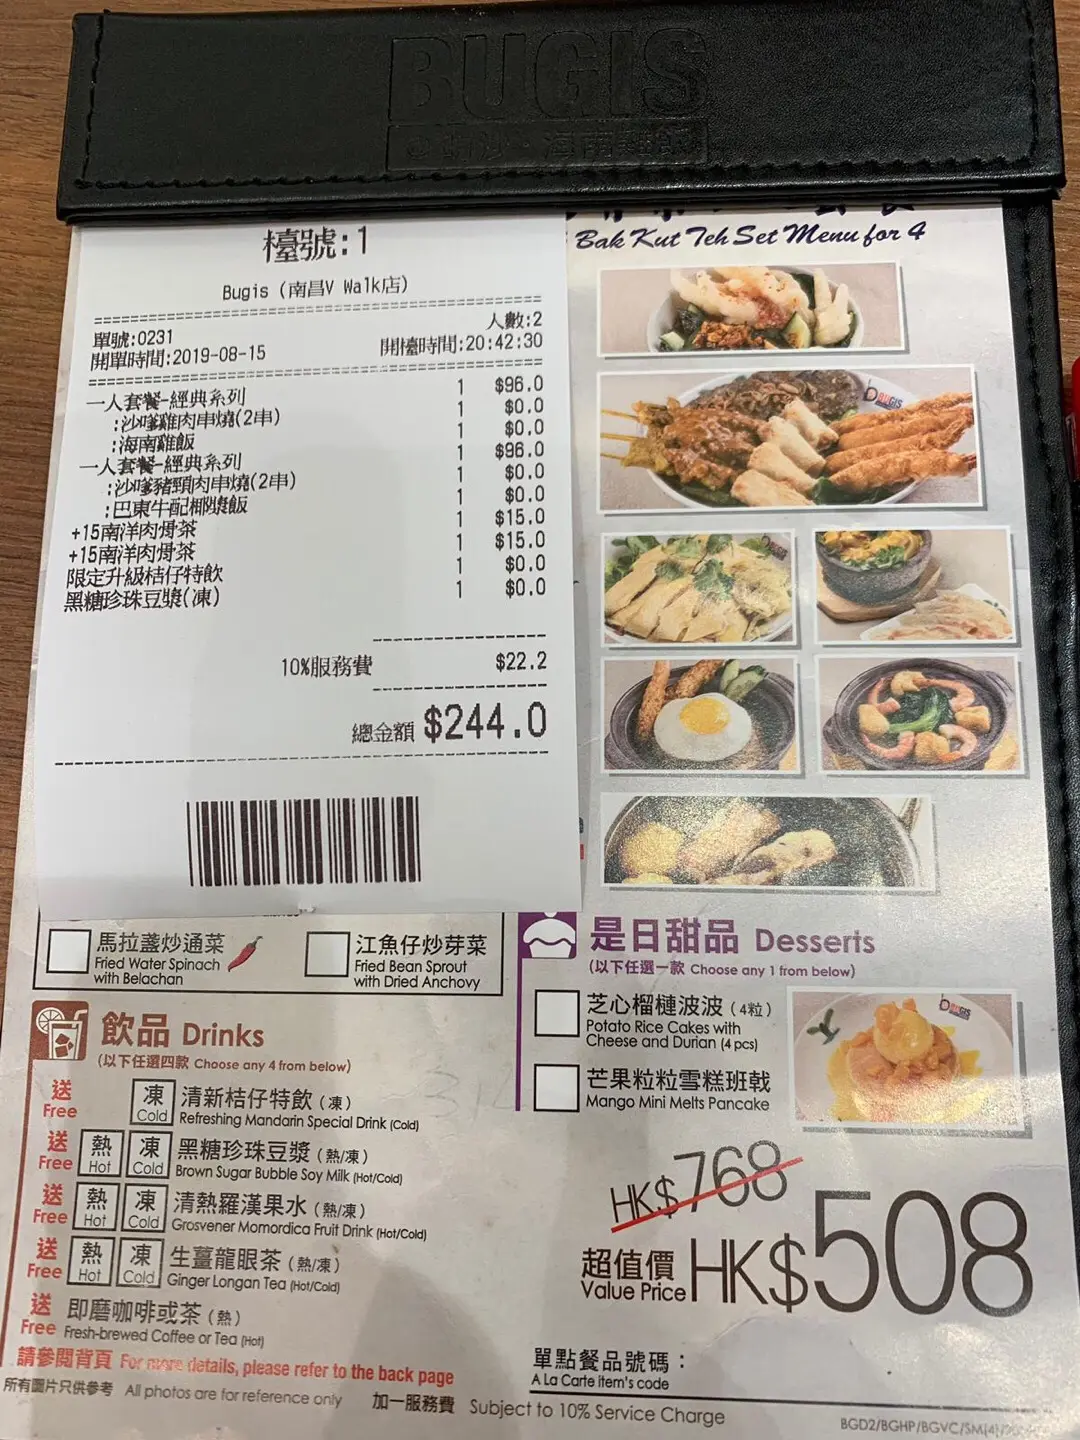 BUGIS
檯號:1
Bugis (南昌V Walk店)
單號:0231
人數:2
開單時間:2019-08-15
開檯時間:20:42:30
一人套餐-經典系列 1 $96.0
:沙嗲雞肉串燒(2串) 1 $0.0
:海南雞飯 1 $0.0
一人套餐-經典系列 1 $96.0
:沙嗲豬頸肉串燒(2串) 1 $0.0
:巴東牛配椰漿飯 1 $0.0
+15南洋肉骨茶 1 $15.0
+15南洋肉骨茶 1 $15.0
限定升級桔仔特飲 1 $0.0
黑糖珍珠豆漿(凍) 1 $0.0
10%服務費 $22.2
總金額 $244.0
Bak Kut Teh Set Menu for 4
BUGIS
馬拉盞炒通菜
Fried Water Spinach
with Belachan
江魚仔炒芽菜
Fried Bean Sprout
with Dried Anchovy
飲品 Drinks
(以下任選四款 Choose any 4 from below)
送 Free 凍 Cold 清新桔仔特飲 (凍)
Refreshing Mandarin Special Drink (Cold)
送 Free 熱 Hot 凍 Cold 黑糖珍珠豆漿 (熱/凍)
Brown Sugar Bubble Soy Milk (Hot/Cold)
送 Free 熱 Hot 凍 Cold 清熱羅漢果水 (熱/凍)
Grosvener Momordica Fruit Drink (Hot/Cold)
送 Free 熱 Hot 凍 Cold 生薑龍眼茶 (熱/凍)
Ginger Longan Tea (Hot/Cold)
送 Free 即磨咖啡或茶 (熱)
Fresh-brewed Coffee or Tea (Hot)
請參閱背頁 For more details, please refer to the back page
所有圖片只供參考 All photos are for reference only
加一服務費 Subject to 10% Service Charge
是日甜品 Desserts
(以下任選一款 Choose any 1 from below)
芝心榴槤波波 (4粒)
Potato Rice Cakes with
Cheese and Durian (4 pcs)
芒果粒粒雪糕班戟
Mango Mini Melts Pancake
BUGIS
HK$768
超值價
Value Price HK$508
單點餐品號碼：
A La Carte item's code
BGD2/BGHP/BGVC/SM(4)/